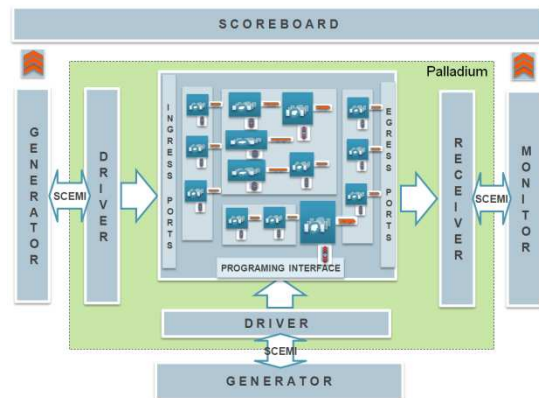 SCOREBOARD
Palladium
GENERATOR
SCEMI
DRIVER
INGRESS PORTS
EGRESS PORTS
RECEIVER
SCEMI
MONITOR
PROGRAMING INTERFACE
DRIVER
SCEMI
GENERATOR